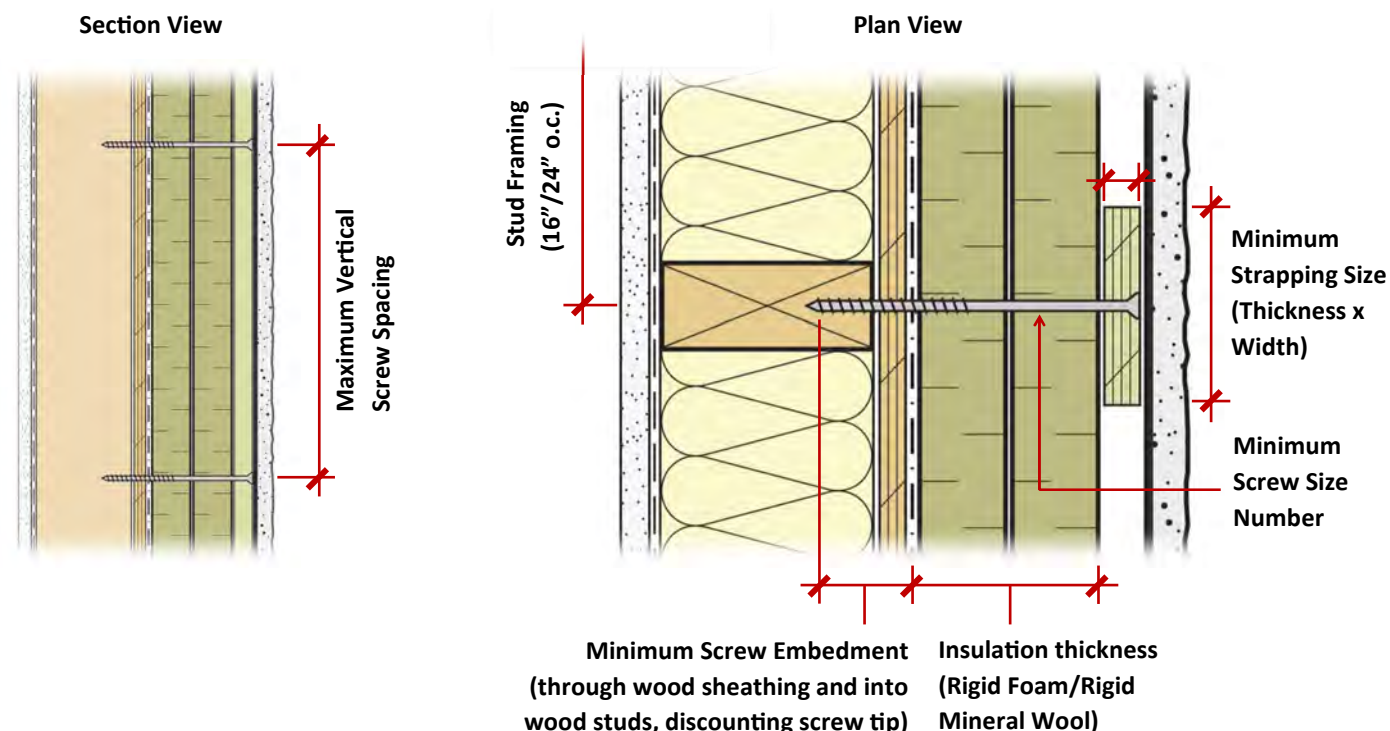 Section View
Plan View
Maximum Vertical
Screw Spacing
Stud Framing
(16”/24” o.c.)
Minimum
Strapping Size
(Thickness x
Width)
Minimum
Screw Size
Number
Minimum Screw Embedment
(through wood sheathing and into
wood studs, discounting screw tip)
Insulation thickness
(Rigid Foam/Rigid
Mineral Wool)